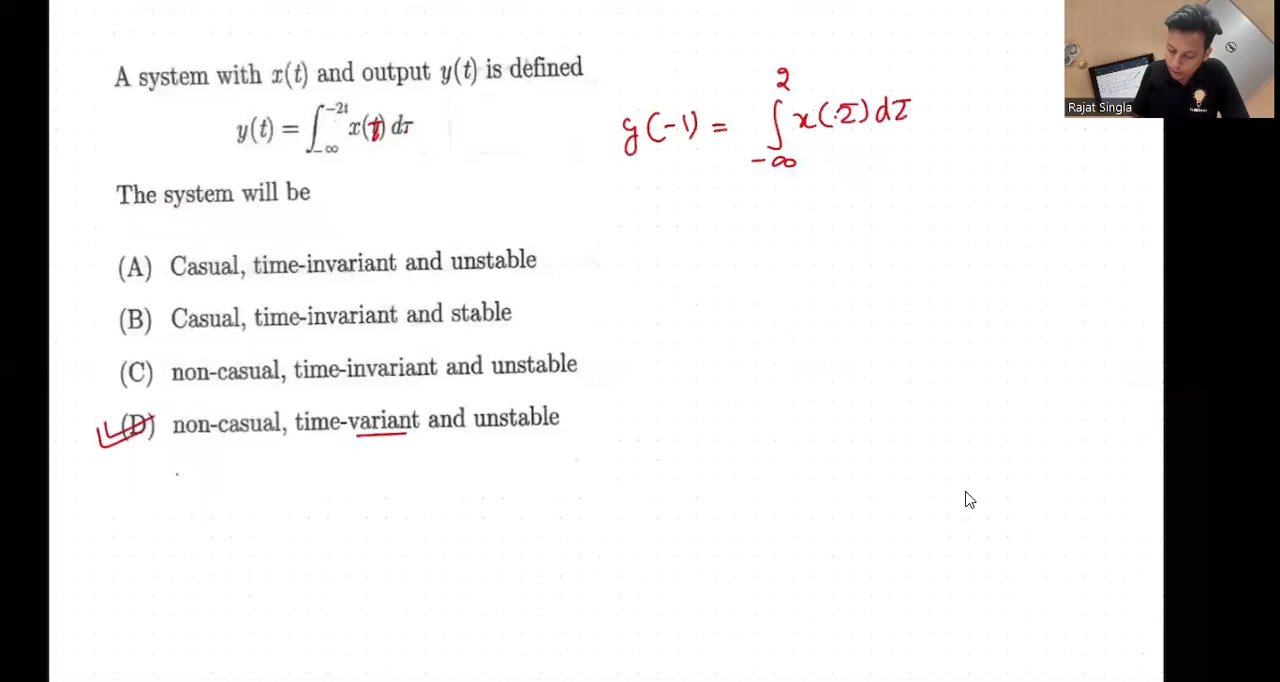 A system with x(t) and output y(t) is defined
y(t) = ∫_{-∞}^{-2t} x(τ) dτ
y(-1) = ∫_{-∞}^{2} x(τ) dτ
The system will be
(A) Casual, time-invariant and unstable
(B) Casual, time-invariant and stable
(C) non-casual, time-invariant and unstable
(D) non-casual, time-variant and unstable
Rajat Singla